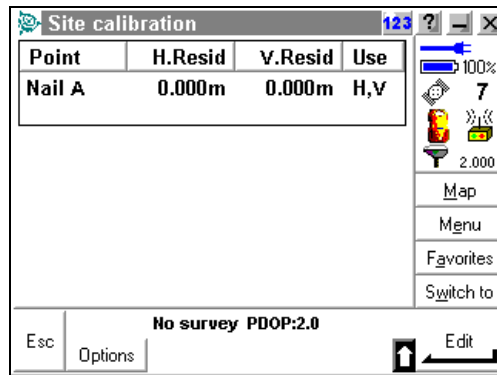 Site calibration 123 ?
Point H.Resid V.Resid Use
Nail A 0.000m 0.000m H,V
100%
7
2.000
Map
Menu
Favorites
Switch to
No survey PDOP:2.0
Esc
Options
Edit